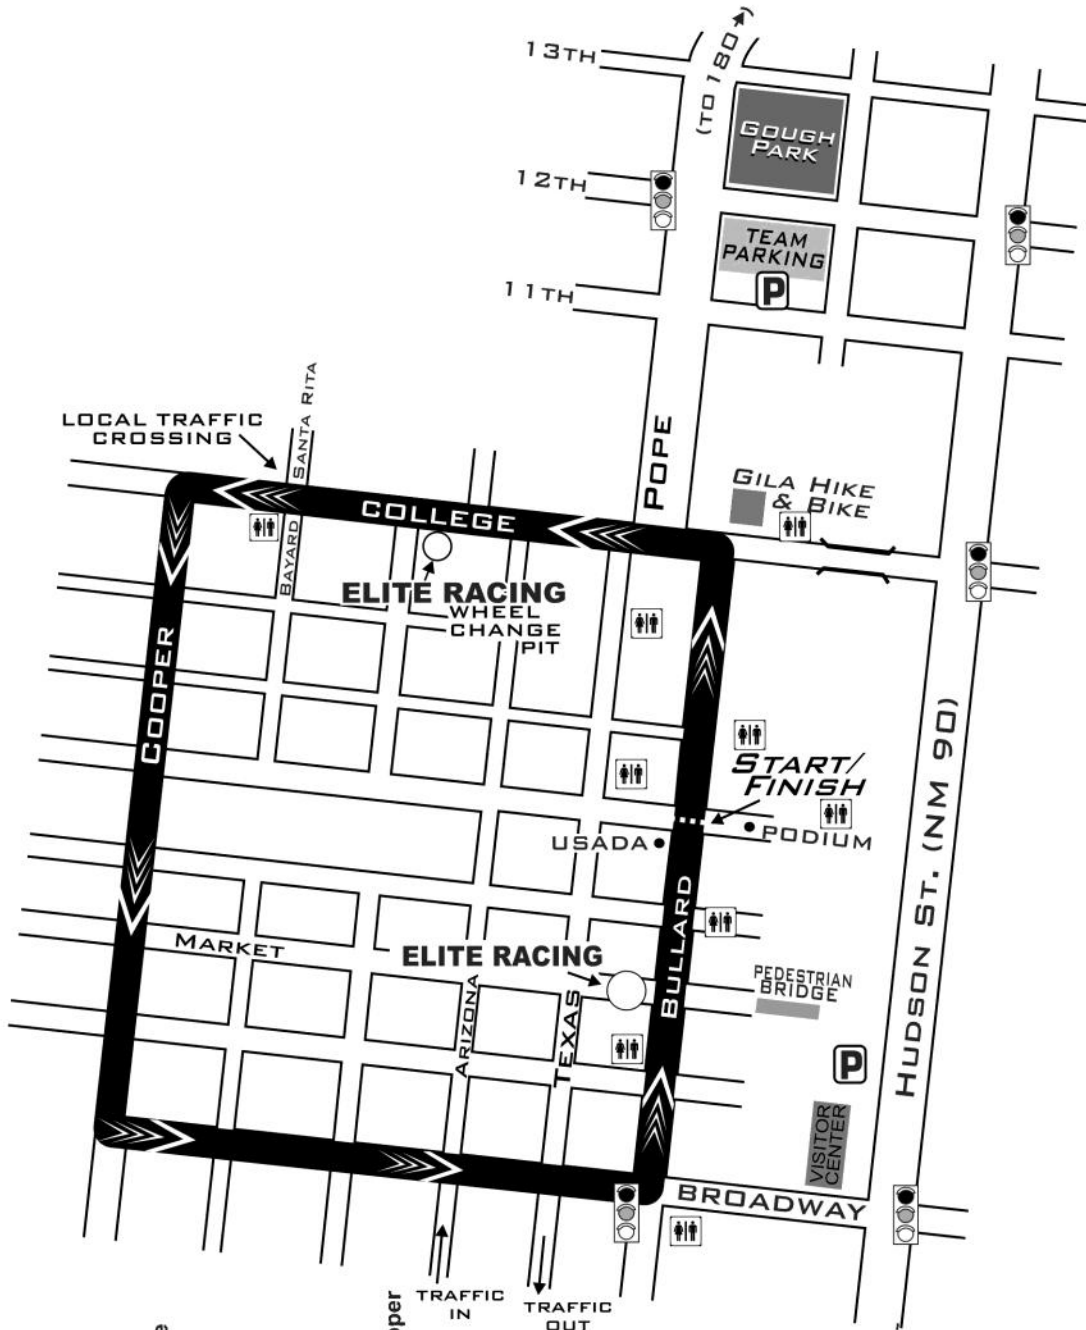 13TH
(TO 180
GOUGH
PARK
12TH
TEAM
PARKING
P
11TH
SANTA RITA
LOCAL TRAFFIC
CROSSING
POPE
GILA HIKE
& BIKE
COLLEGE
BAYARD
ELITE RACING
WHEEL
CHANGE
PIT
COOPER
START/
FINISH
HUDSON ST. (NM 90)
USADA
PODIUM
BULLARD
MARKET
ELITE RACING
ARIZONA
TEXAS
PEDESTRIAN
BRIDGE
P
VISITOR
CENTER
BROADWAY
TRAFFIC
IN
TRAFFIC
OUT